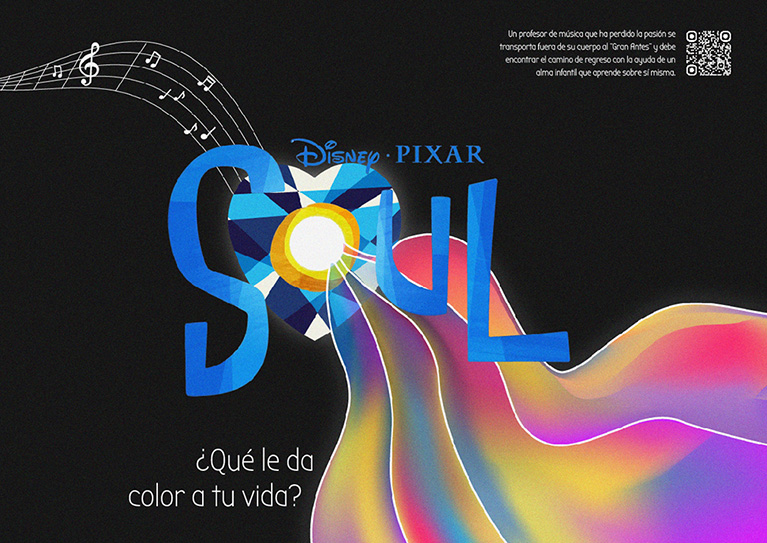 Un profesor de música que ha perdido la pasión se
transporta fuera de su cuerpo al "Gran Antes" y debe
encontrar el camino de regreso con la ayuda de un
alma infantil que aprende sobre sí misma.
Disney · PIXAR
SOUL
¿Qué le da
color a tu vida?